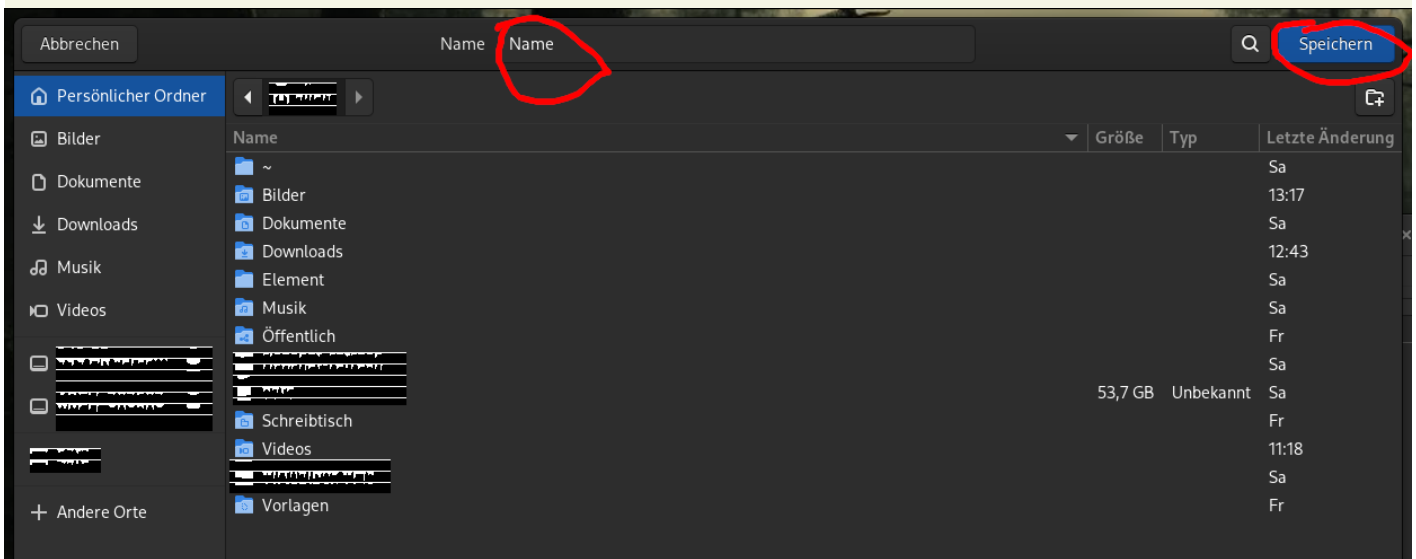 Abbrechen Name Name Speichern
Persönlicher Ordner
Bilder
Dokumente
Downloads
Musik
Videos
Andere Orte
Name Größe Typ Letzte Änderung
~ Sa
Bilder 13:17
Dokumente Sa
Downloads 12:43
Element Sa
Musik Sa
Öffentlich Fr
Sa
53,7 GB Unbekannt Sa
Schreibtisch Fr
Videos 11:18
Sa
Vorlagen Fr